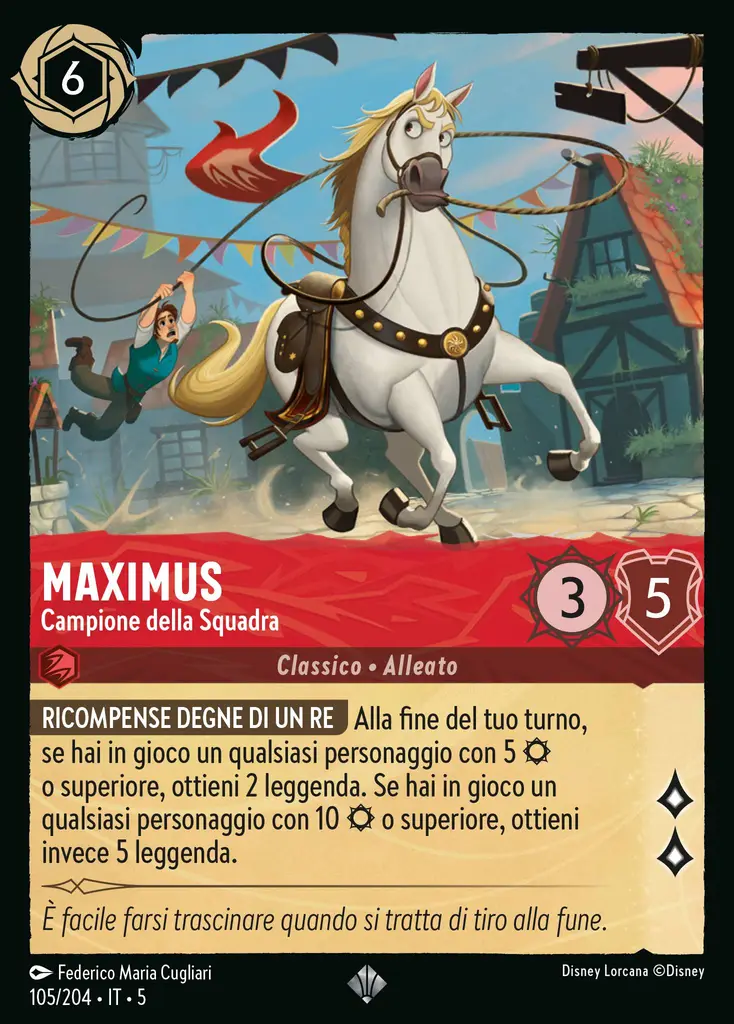 6
MAXIMUS
Campione della Squadra
3
5
Classico • Alleato
RICOMPENSE DEGNE DI UN RE Alla fine del tuo turno,
se hai in gioco un qualsiasi personaggio con 5
o superiore, ottieni 2 leggenda. Se hai in gioco un
qualsiasi personaggio con 10 o superiore, ottieni
invece 5 leggenda.
È facile farsi trascinare quando si tratta di tiro alla fune.
Federico Maria Cugliari
Disney Lorcana ©Disney
105/204 • IT • 5